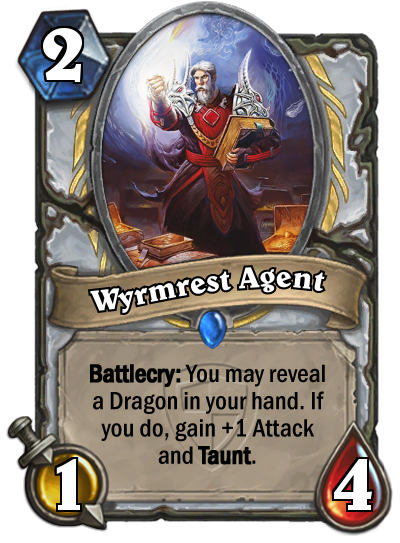 2
Wyrmrest Agent
Battlecry: You may reveal
a Dragon in your hand. If
you do, gain +1 Attack
and Taunt.
1
4